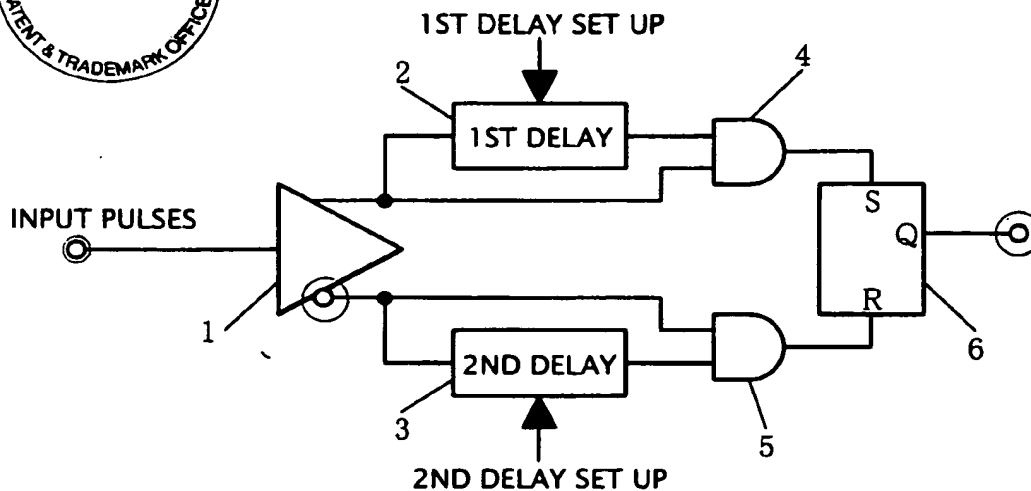 PATENT & TRADEMARK OFFICE
1ST DELAY SET UP
2
4
1ST DELAY
INPUT PULSES
S
Q
R
1
6
2ND DELAY
3
5
2ND DELAY SET UP